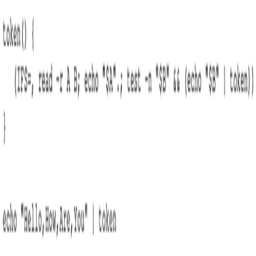 token() {
(IFS=, read -r A B; echo "$A".; test -n "$B" && (echo "$B" | token))
}
echo "Hello,How,Are,You" | token